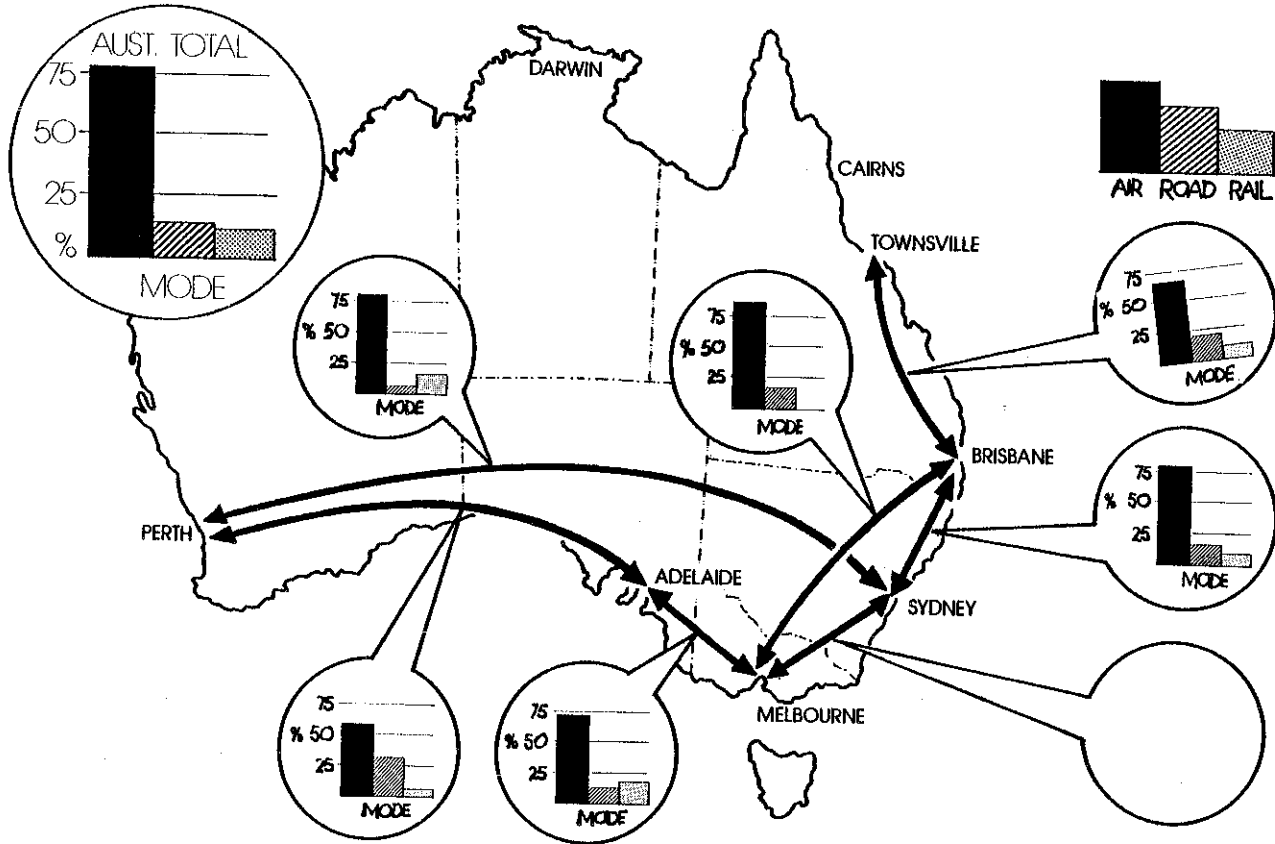 AUST. TOTAL
75
50
25
%
MODE
DARWIN
CAIRNS
TOWNSVILLE
AIR ROAD RAIL
75
% 50
25
MODE
75
% 50
25
MODE
75
% 50
25
MODE
BRISBANE
75
% 50
25
MODE
PERTH
ADELAIDE
SYDNEY
MELBOURNE
75
% 50
25
MODE
75
% 50
25
MODE